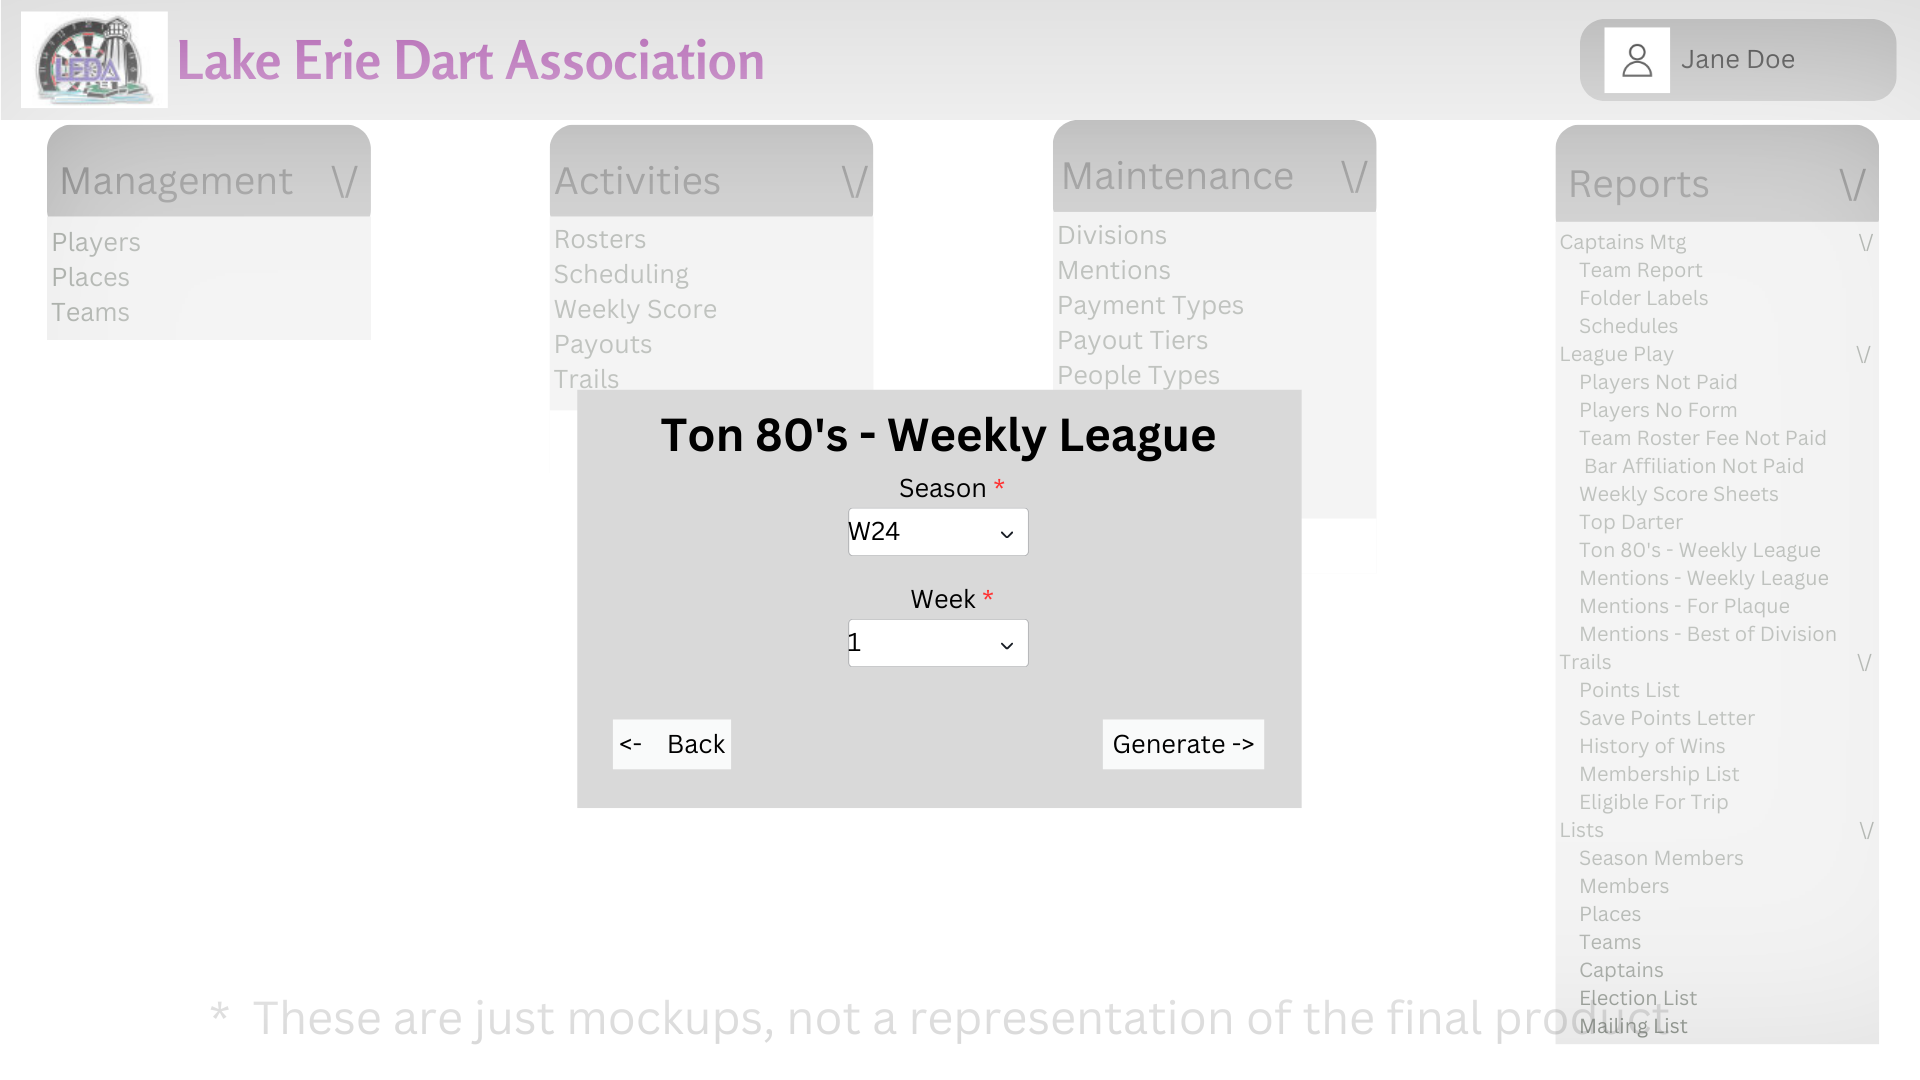 LEDA
Lake Erie Dart Association
Jane Doe
Management \/
Players
Places
Teams
Activities \/
Rosters
Scheduling
Weekly Score
Payouts
Trails
Maintenance \/
Divisions
Mentions
Payment Types
Payout Tiers
People Types
Reports \/
Captains Mtg \/
Team Report
Folder Labels
Schedules
League Play \/
Players Not Paid
Players No Form
Team Roster Fee Not Paid
Bar Affiliation Not Paid
Weekly Score Sheets
Top Darter
Ton 80's - Weekly League
Mentions - Weekly League
Mentions - For Plaque
Mentions - Best of Division
Trails \/
Points List
Save Points Letter
History of Wins
Membership List
Eligible For Trip
Lists \/
Season Members
Members
Places
Teams
Captains
Election List
Mailing List
Ton 80's - Weekly League
Season *
W24
Week *
1
<- Back
Generate ->
* These are just mockups, not a representation of the final product